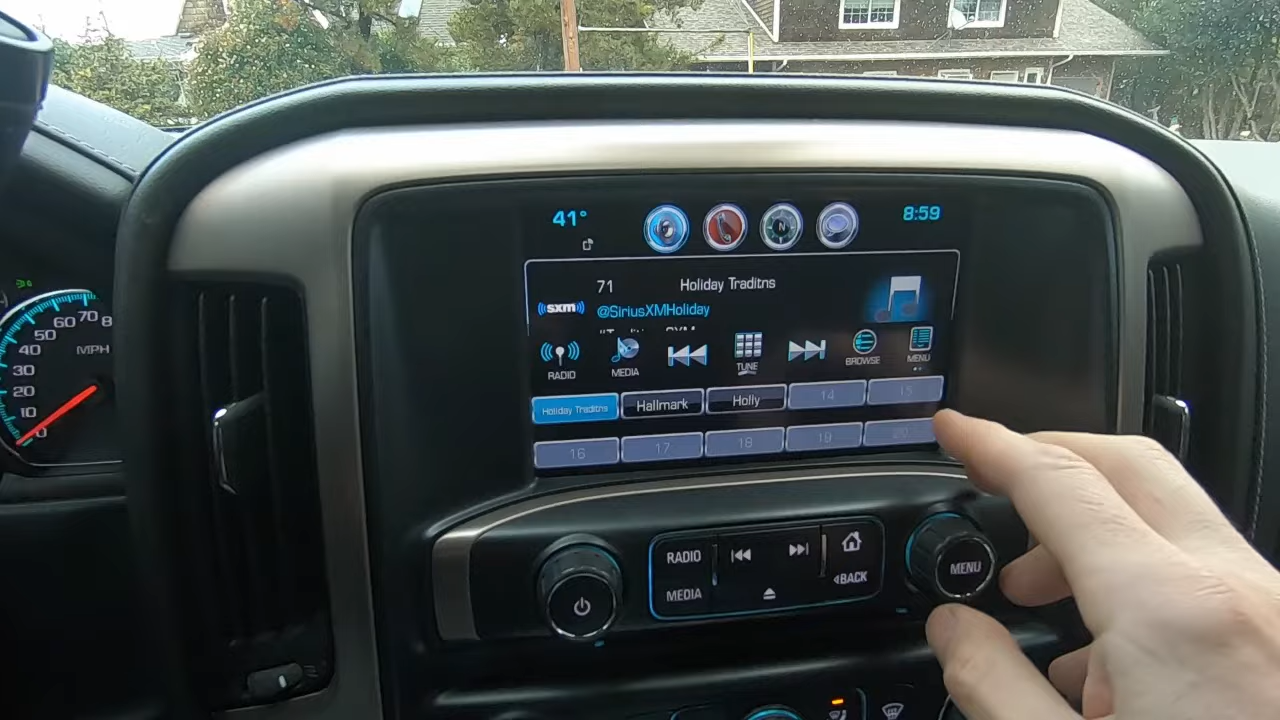 41°
N
8:59
71 Holiday Traditns
((sxm)) @SiriusXMHoliday
RADIO MEDIA TUNE BROWSE MENU
Holiday Traditns Hallmark Holly 14 15
16 17 18 19 20
80 70 60 50 40 30 20 10 0
MPH
RADIO
MEDIA
BACK
MENU